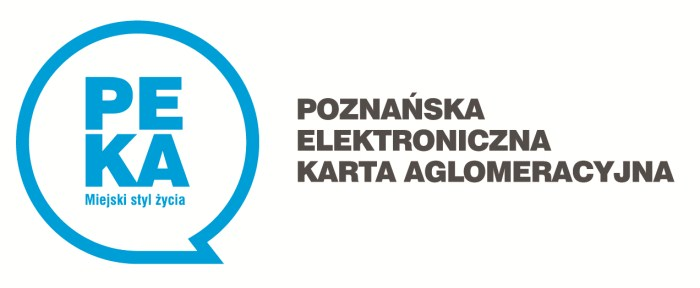 PE
KA
Miejski styl życia
POZNAŃSKA
ELEKTRONICZNA
KARTA AGLOMERACYJNA